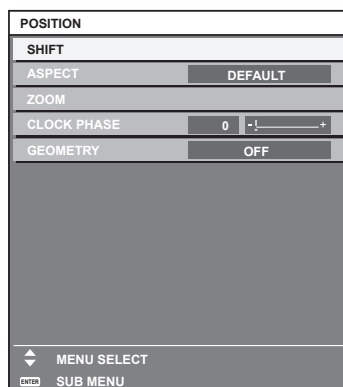 POSITION
SHIFT
ASPECT DEFAULT
ZOOM
CLOCK PHASE 0 - +
GEOMETRY OFF
MENU SELECT
ENTER SUB MENU